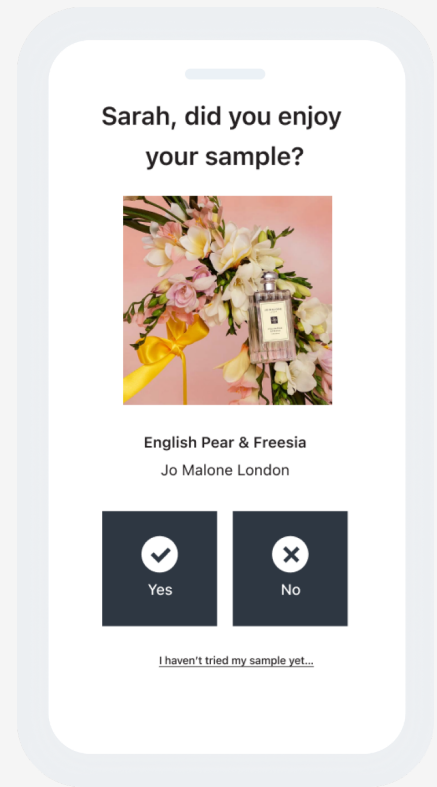 Sarah, did you enjoy
your sample?
English Pear & Freesia
Jo Malone London
Yes
No
I haven't tried my sample yet...